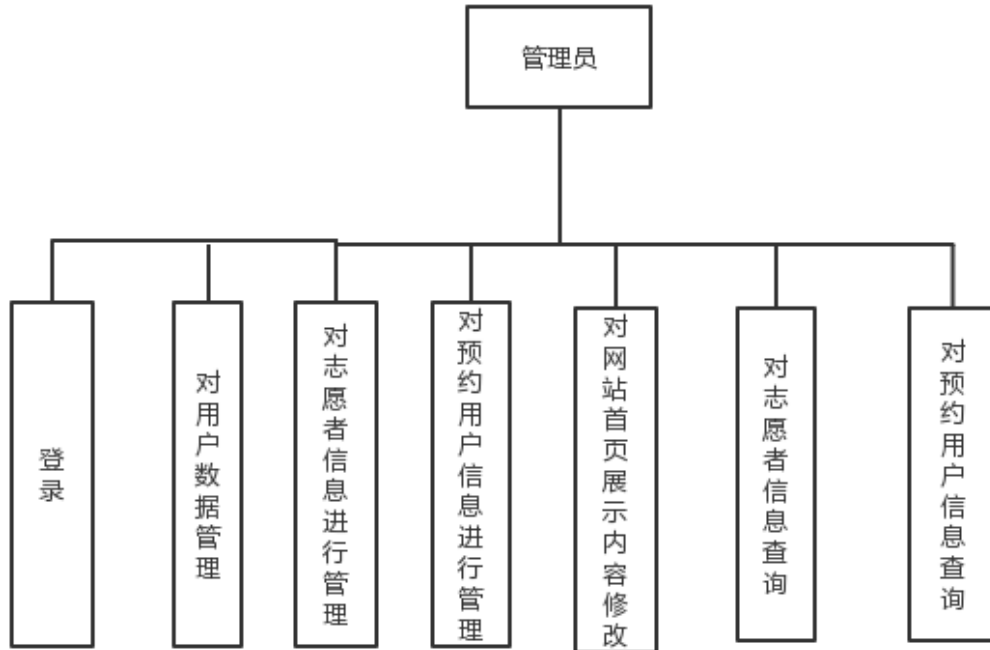 管理员
登录
对用户数据管理
对志愿者信息进行管理
对预约用户信息进行管理
对网站首页展示内容修改
对志愿者信息查询
对预约用户信息查询